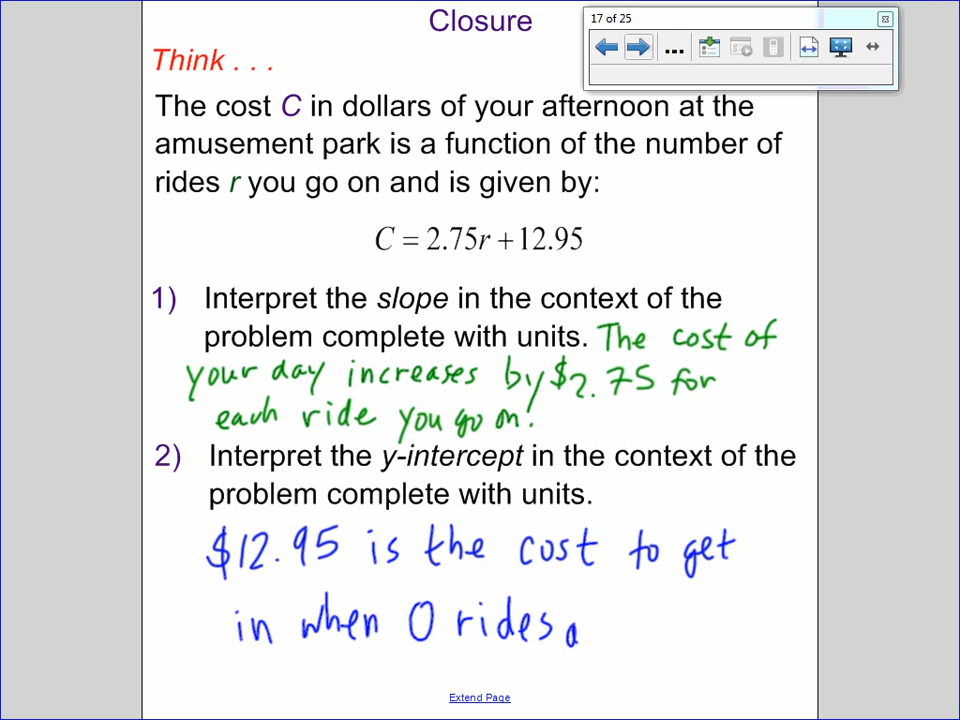 Closure
17 of 25
Think . . .
The cost C in dollars of your afternoon at the
amusement park is a function of the number of
rides r you go on and is given by:
C = 2.75r + 12.95
1) Interpret the slope in the context of the
problem complete with units. The cost of
your day increases by $2.75 for
each ride you go on!
2) Interpret the y-intercept in the context of the
problem complete with units.
$12.95 is the cost to get
in when 0 rides a
Extend Page